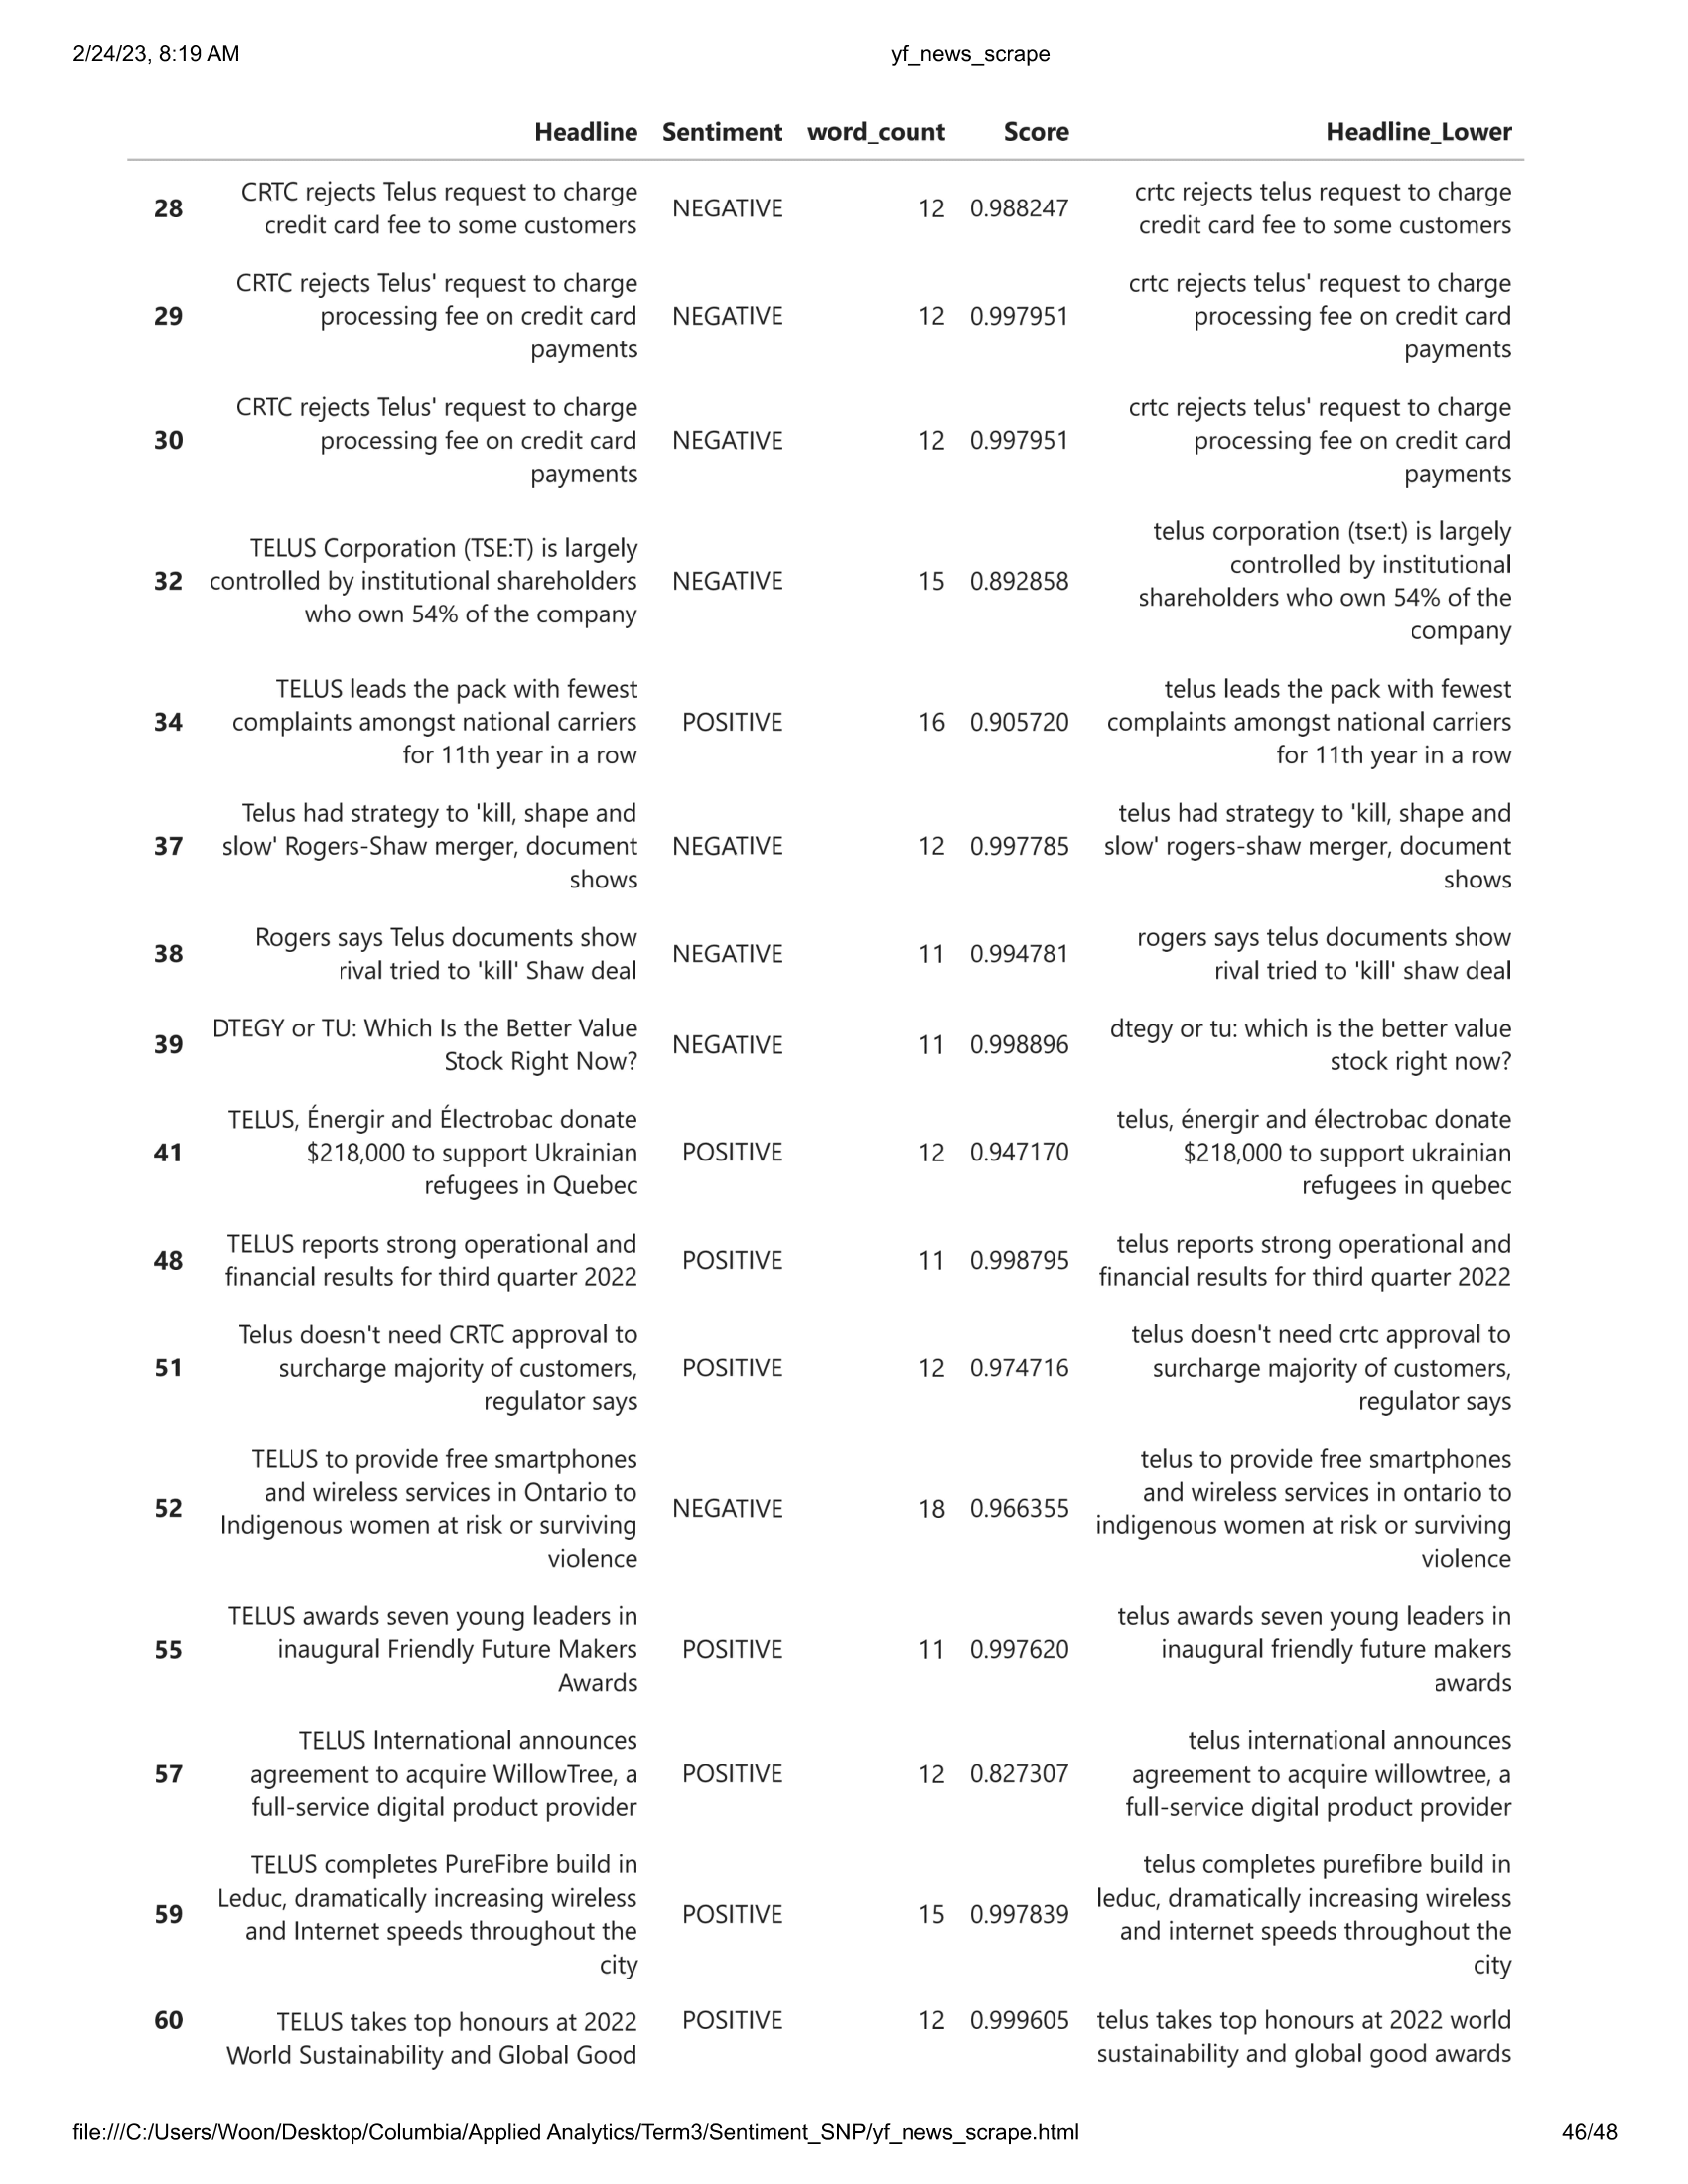 2/24/23, 8:19 AM yf_news_scrape
Headline Sentiment word_count Score Headline_Lower
28 CRTC rejects Telus request to charge credit card fee to some customers NEGATIVE 12 0.988247 crtc rejects telus request to charge credit card fee to some customers
29 CRTC rejects Telus' request to charge processing fee on credit card payments NEGATIVE 12 0.997951 crtc rejects telus' request to charge processing fee on credit card payments
30 CRTC rejects Telus' request to charge processing fee on credit card payments NEGATIVE 12 0.997951 crtc rejects telus' request to charge processing fee on credit card payments
32 TELUS Corporation (TSE:T) is largely controlled by institutional shareholders who own 54% of the company NEGATIVE 15 0.892858 telus corporation (tse:t) is largely controlled by institutional shareholders who own 54% of the company
34 TELUS leads the pack with fewest complaints amongst national carriers for 11th year in a row POSITIVE 16 0.905720 telus leads the pack with fewest complaints amongst national carriers for 11th year in a row
37 Telus had strategy to 'kill, shape and slow' Rogers-Shaw merger, document shows NEGATIVE 12 0.997785 telus had strategy to 'kill, shape and slow' rogers-shaw merger, document shows
38 Rogers says Telus documents show rival tried to 'kill' Shaw deal NEGATIVE 11 0.994781 rogers says telus documents show rival tried to 'kill' shaw deal
39 DTEGY or TU: Which Is the Better Value Stock Right Now? NEGATIVE 11 0.998896 dtegy or tu: which is the better value stock right now?
41 TELUS, Énergir and Électrobac donate $218,000 to support Ukrainian refugees in Quebec POSITIVE 12 0.947170 telus, énergir and électrobac donate $218,000 to support ukrainian refugees in quebec
48 TELUS reports strong operational and financial results for third quarter 2022 POSITIVE 11 0.998795 telus reports strong operational and financial results for third quarter 2022
51 Telus doesn't need CRTC approval to surcharge majority of customers, regulator says POSITIVE 12 0.974716 telus doesn't need crtc approval to surcharge majority of customers, regulator says
52 TELUS to provide free smartphones and wireless services in Ontario to Indigenous women at risk or surviving violence NEGATIVE 18 0.966355 telus to provide free smartphones and wireless services in ontario to indigenous women at risk or surviving violence
55 TELUS awards seven young leaders in inaugural Friendly Future Makers Awards POSITIVE 11 0.997620 telus awards seven young leaders in inaugural friendly future makers awards
57 TELUS International announces agreement to acquire WillowTree, a full-service digital product provider POSITIVE 12 0.827307 telus international announces agreement to acquire willowtree, a full-service digital product provider
59 TELUS completes PureFibre build in Leduc, dramatically increasing wireless and Internet speeds throughout the city POSITIVE 15 0.997839 telus completes purefibre build in leduc, dramatically increasing wireless and internet speeds throughout the city
60 TELUS takes top honours at 2022 World Sustainability and Global Good POSITIVE 12 0.999605 telus takes top honours at 2022 world sustainability and global good awards
file:///C:/Users/Woon/Desktop/Columbia/Applied Analytics/Term3/Sentiment_SNP/yf_news_scrape.html 46/48